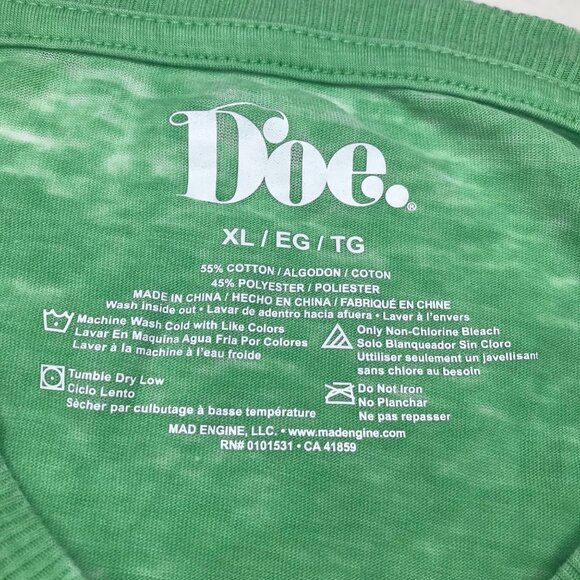 Doe.®
XL / EG / TG
55% COTTON / ALGODON / COTON
45% POLYESTER / POLIESTER
MADE IN CHINA / HECHO EN CHINA / FABRIQUÉ EN CHINE
Wash inside out • Lavar de adentro hacia afuera • Laver à l'envers
Machine Wash Cold with Like Colors
Lavar En Maquina Agua Fria Por Colores
Laver à la machine à l'eau froide
Only Non-Chlorine Bleach
Solo Blanqueador Sin Cloro
Utiliser seulement un javellisant
sans chlore au besoin
Tumble Dry Low
Ciclo Lento
Sècher par culbutage à basse température
Do Not Iron
No Planchar
Ne pas repasser
MAD ENGINE, LLC. • www.madengine.com
RN# 0101531 • CA 41859